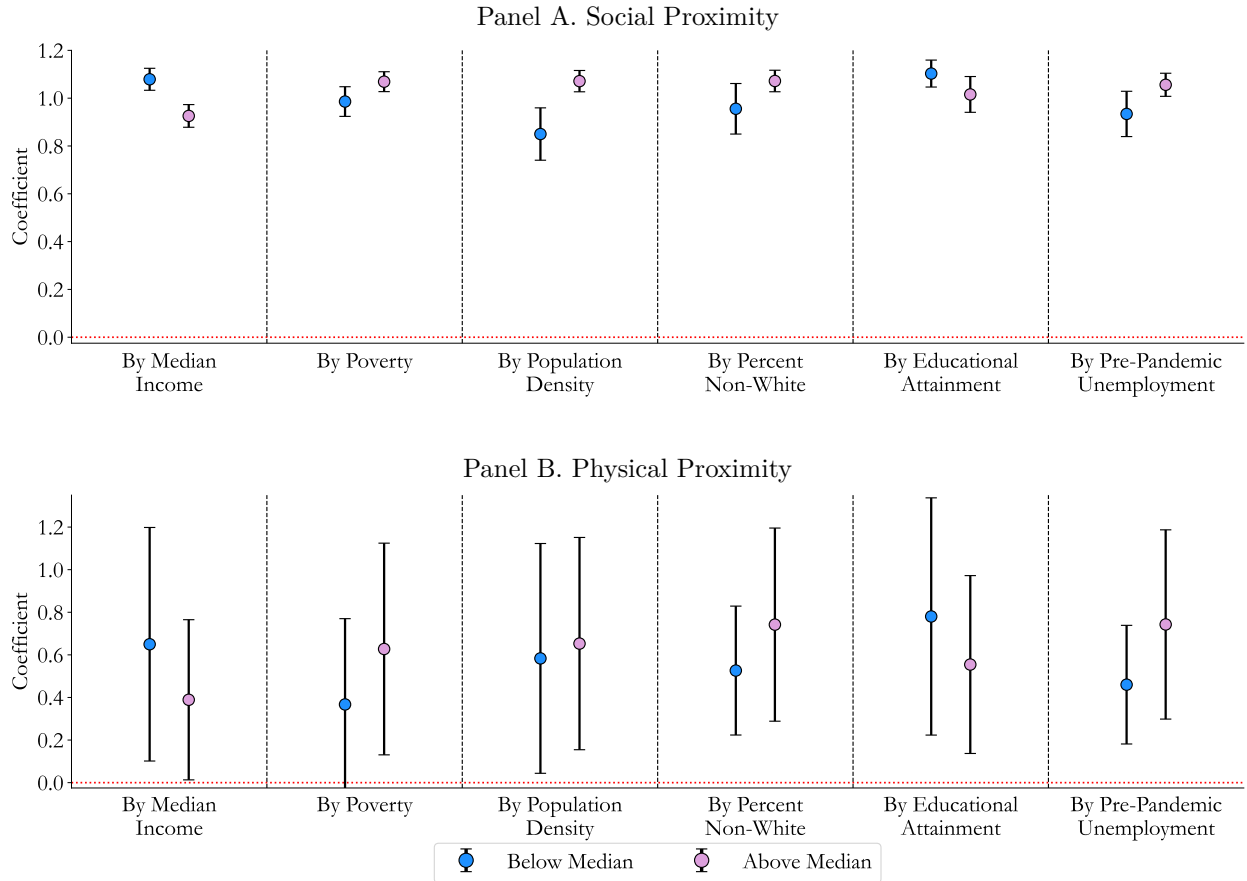 Panel A. Social Proximity
1.2
1.0
0.8
0.6
0.4
0.2
0.0
Coefficient
By Median
Income
By Poverty
By Population
Density
By Percent
Non-White
By Educational
Attainment
By Pre-Pandemic
Unemployment
Panel B. Physical Proximity
1.2
1.0
0.8
0.6
0.4
0.2
0.0
Coefficient
By Median
Income
By Poverty
By Population
Density
By Percent
Non-White
By Educational
Attainment
By Pre-Pandemic
Unemployment
Below Median
Above Median